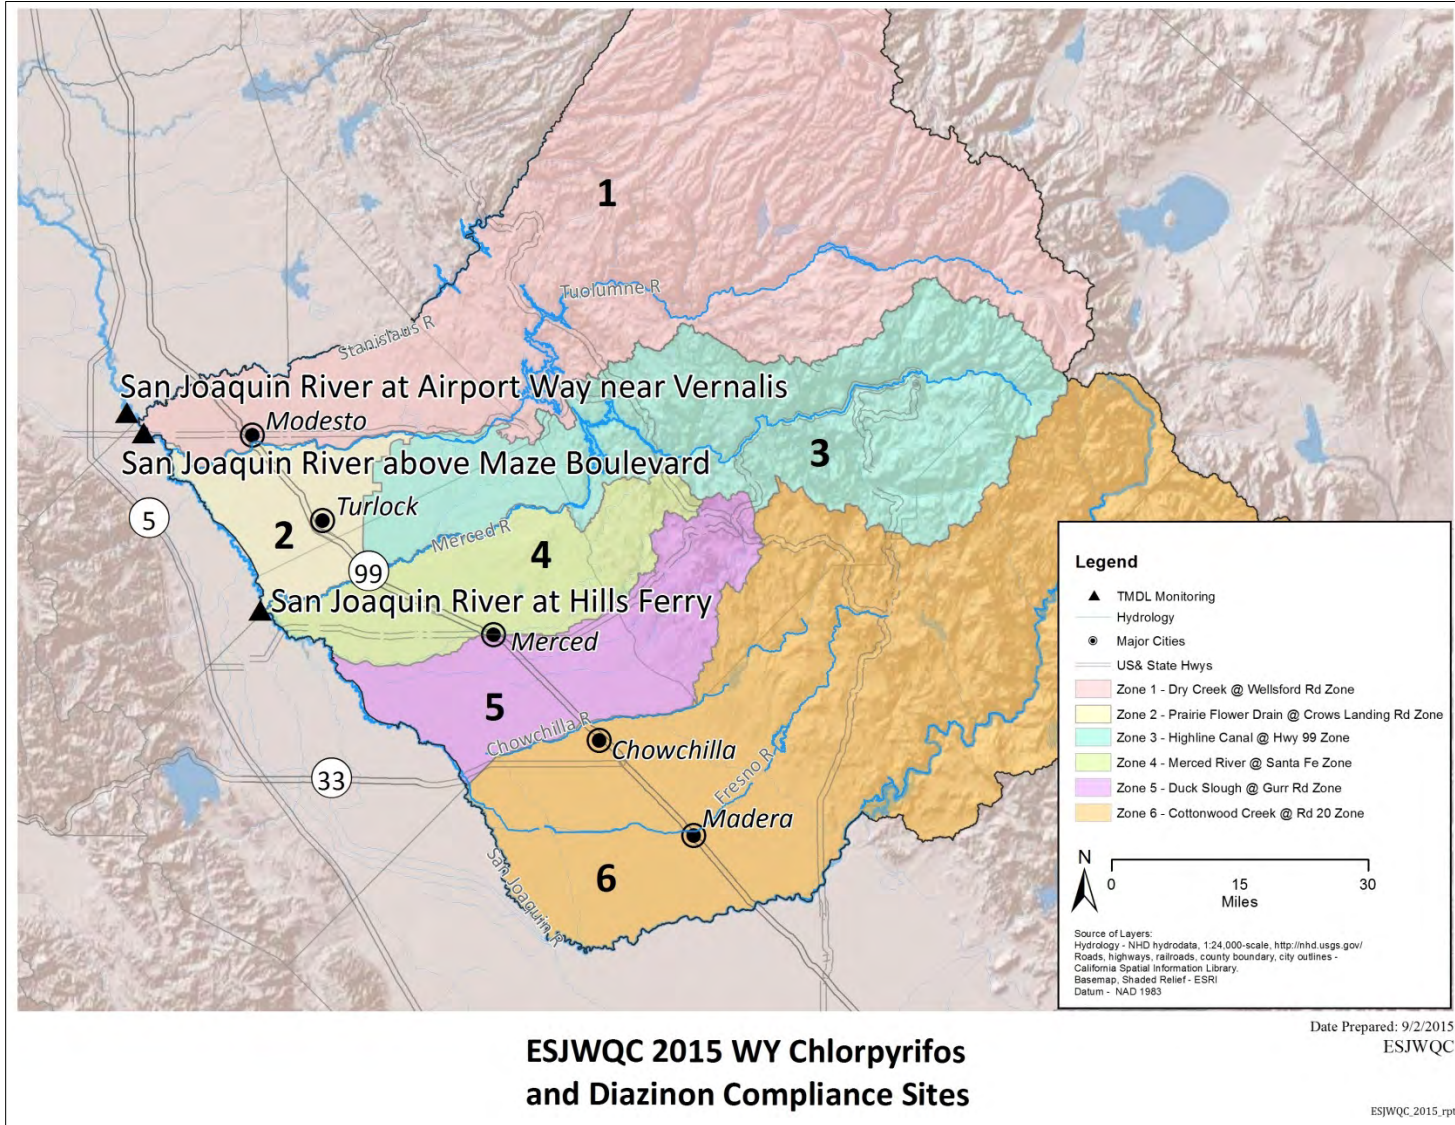 1
Tuolumne R
Stanislaus R
San Joaquin River at Airport Way near Vernalis
Modesto
San Joaquin River above Maze Boulevard
3
5
Turlock
2
Merced R
4
99
San Joaquin River at Hills Ferry
Merced
5
Chowchilla R
Chowchilla
33
Fresno R
Madera
San Joaquin R
6
Legend
TMDL Monitoring
Hydrology
Major Cities
US& State Hwys
Zone 1 - Dry Creek @ Wellsford Rd Zone
Zone 2 - Prairie Flower Drain @ Crows Landing Rd Zone
Zone 3 - Highline Canal @ Hwy 99 Zone
Zone 4 - Merced River @ Santa Fe Zone
Zone 5 - Duck Slough @ Gurr Rd Zone
Zone 6 - Cottonwood Creek @ Rd 20 Zone
N
0 15 30
Miles
Source of Layers:
Hydrology - NHD hydrodata, 1:24,000-scale, http://nhd.usgs.gov/
Roads, highways, railroads, county boundary, city outlines -
California Spatial Information Library.
Basemap, Shaded Relief - ESRI
Datum - NAD 1983
Date Prepared: 9/2/2015
ESJWQC
ESJWQC 2015 WY Chlorpyrifos
and Diazinon Compliance Sites
ESJWQC_2015_rpt